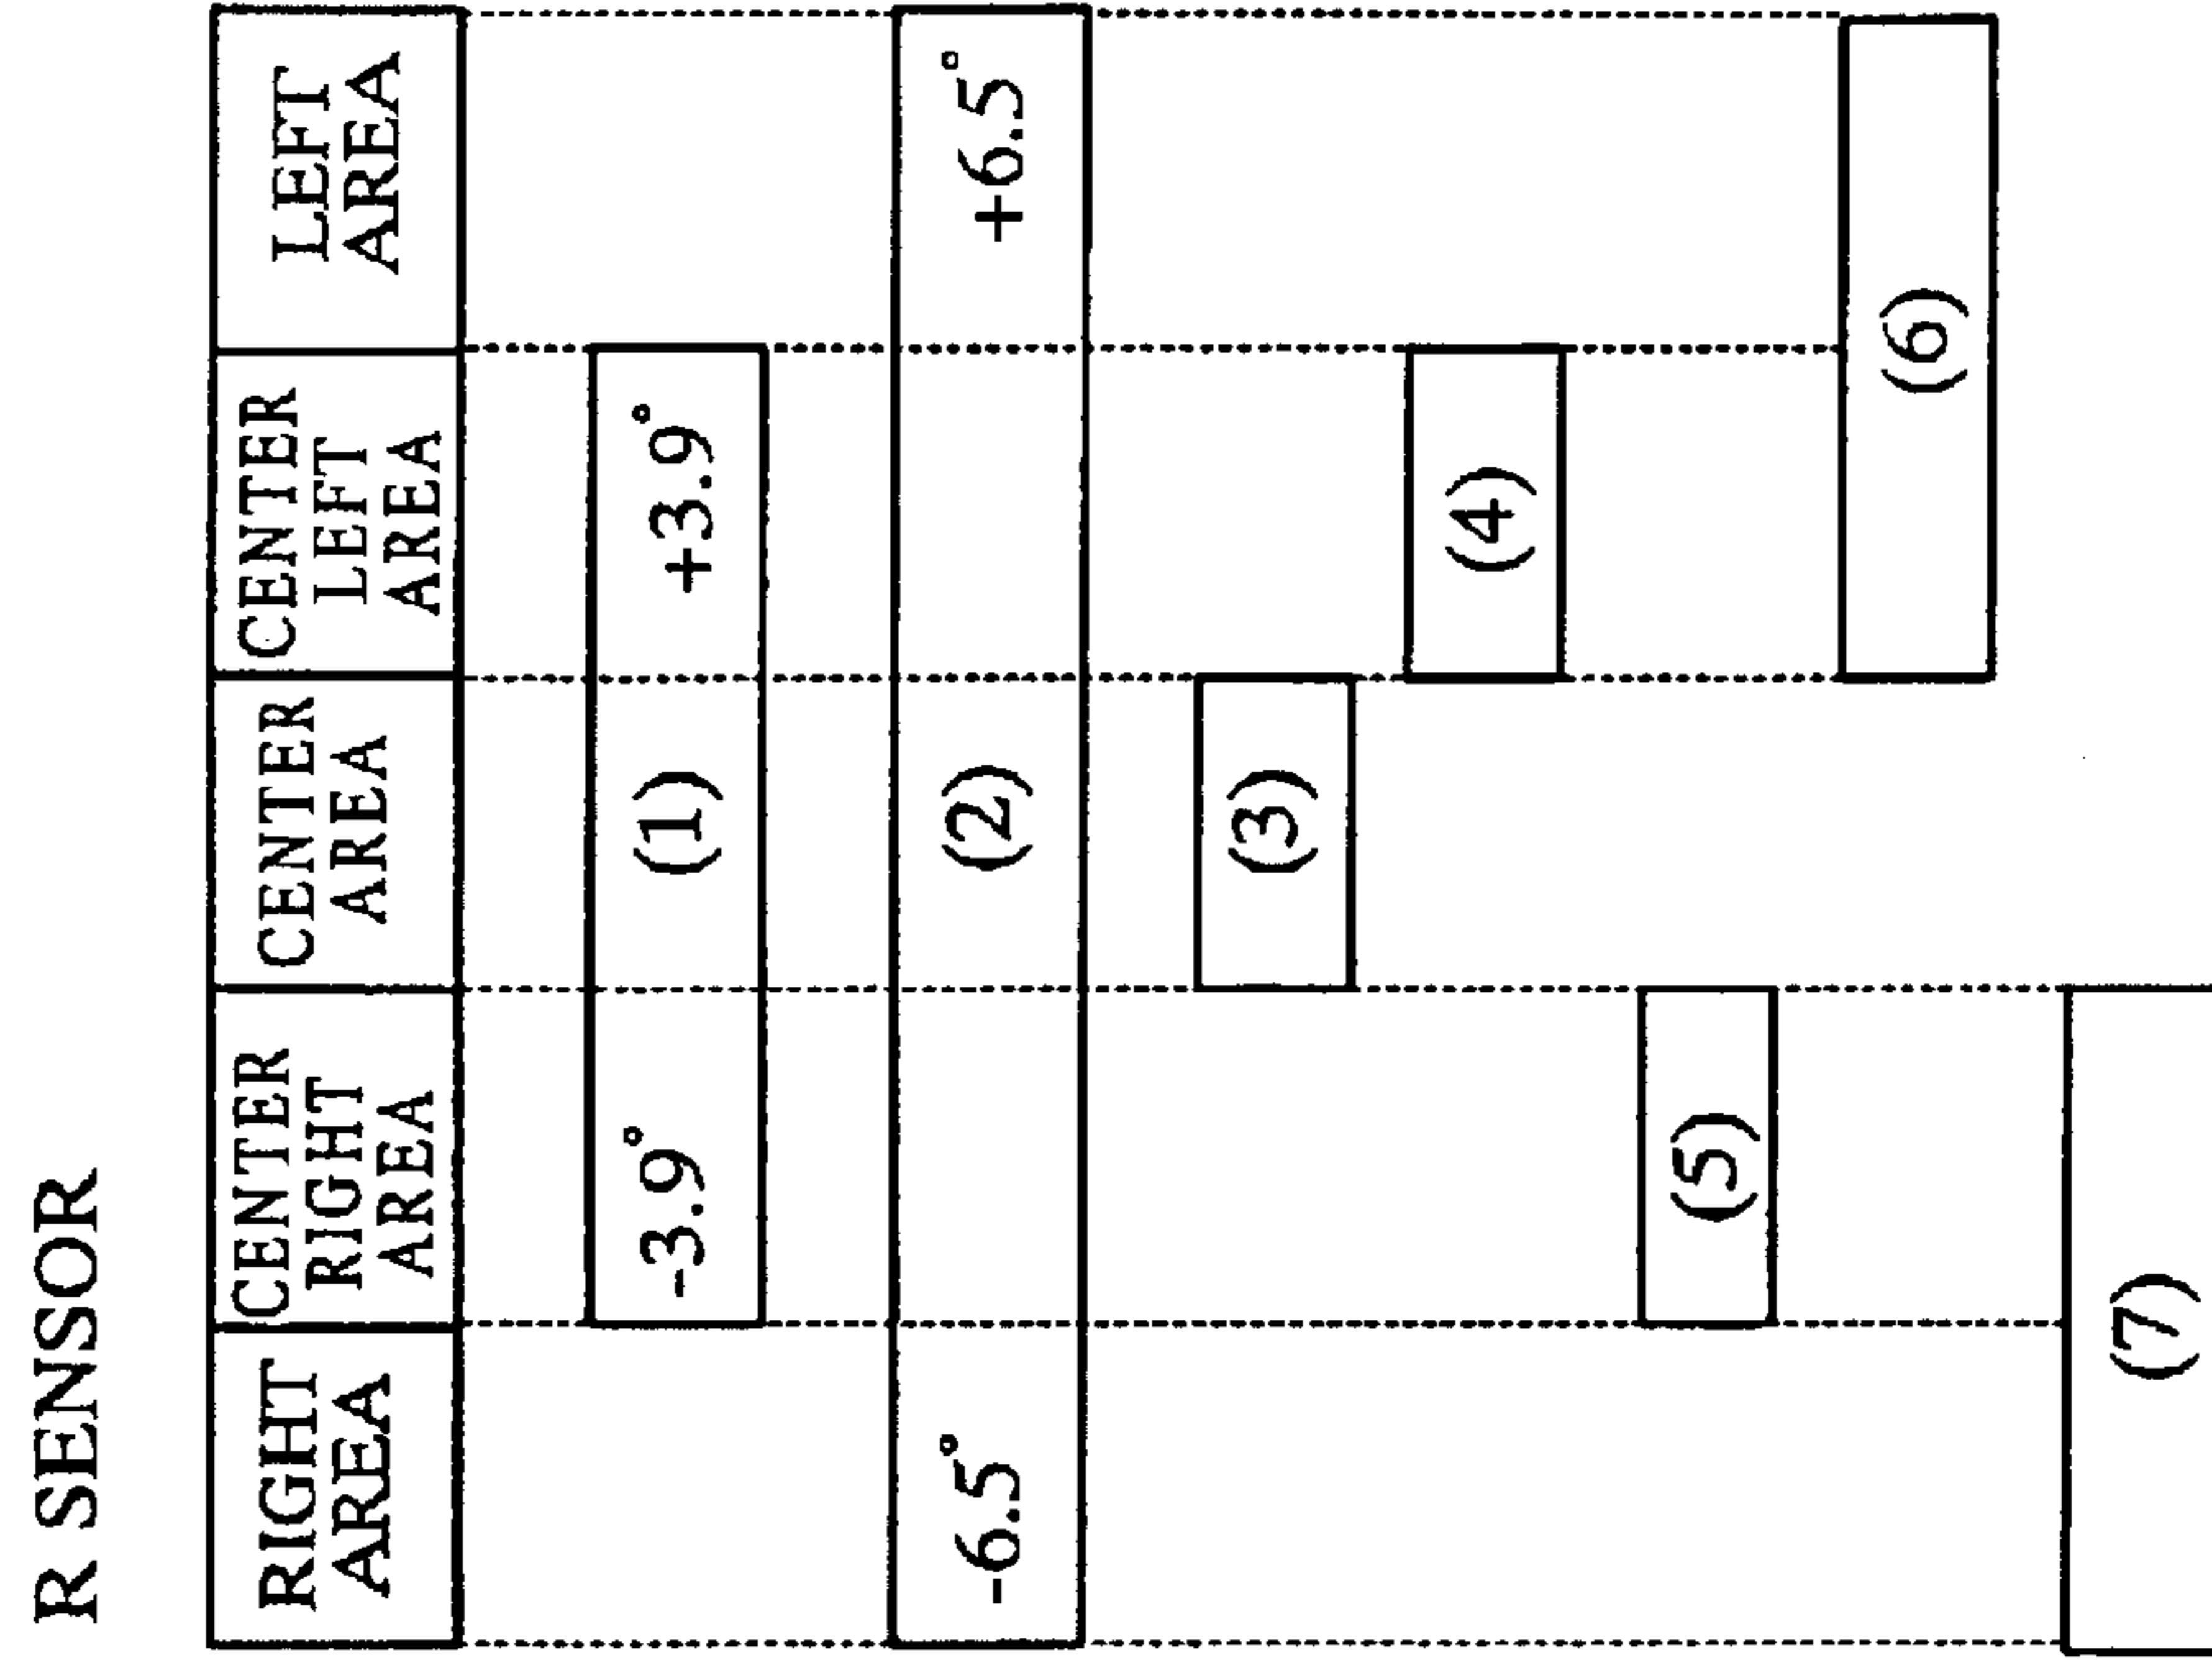 R SENSOR
RIGHT
AREA
CENTER
RIGHT
AREA
CENTER
AREA
CENTER
LEFT
AREA
LEFT
AREA
-3.9° (1) +3.9°
-6.5° (2) +6.5°
(3)
(4)
(5)
(6)
(7)